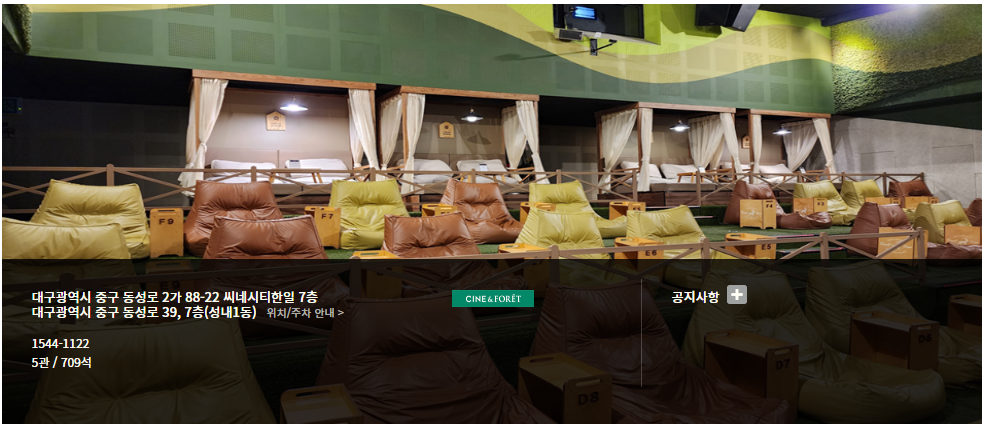 F9
F7
E6
E5
대구광역시 중구 동성로 2가 88-22 씨네시티한일 7층
대구광역시 중구 동성로 39, 7층(성내1동) 위치/주차 안내 >
1544-1122
5관 / 709석
CINE & FORÊT
공지사항 +
D6
D7
D8